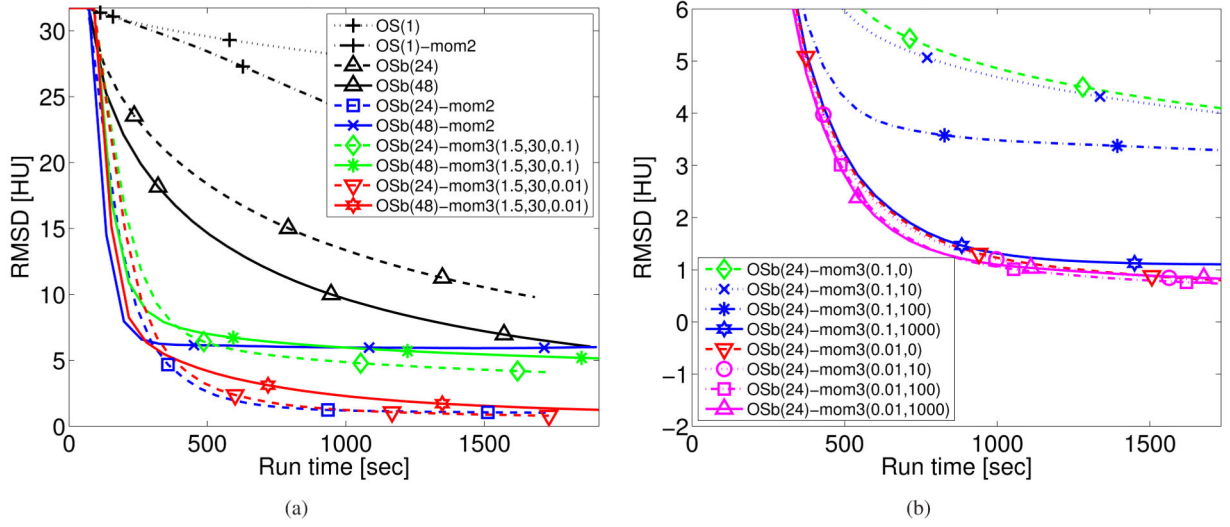 30
25
20
15
10
5
0
RMSD [HU]
0
500
1000
1500
Run time [sec]
OS(1)
OS(1)−mom2
OSb(24)
OSb(48)
OSb(24)−mom2
OSb(48)−mom2
OSb(24)−mom3(1.5,30,0.1)
OSb(48)−mom3(1.5,30,0.1)
OSb(24)−mom3(1.5,30,0.01)
OSb(48)−mom3(1.5,30,0.01)
(a)
6
5
4
3
2
1
0
−1
−2
RMSD [HU]
0
500
1000
1500
Run time [sec]
OSb(24)−mom3(0.1,0)
OSb(24)−mom3(0.1,10)
OSb(24)−mom3(0.1,100)
OSb(24)−mom3(0.1,1000)
OSb(24)−mom3(0.01,0)
OSb(24)−mom3(0.01,10)
OSb(24)−mom3(0.01,100)
OSb(24)−mom3(0.01,1000)
(b)